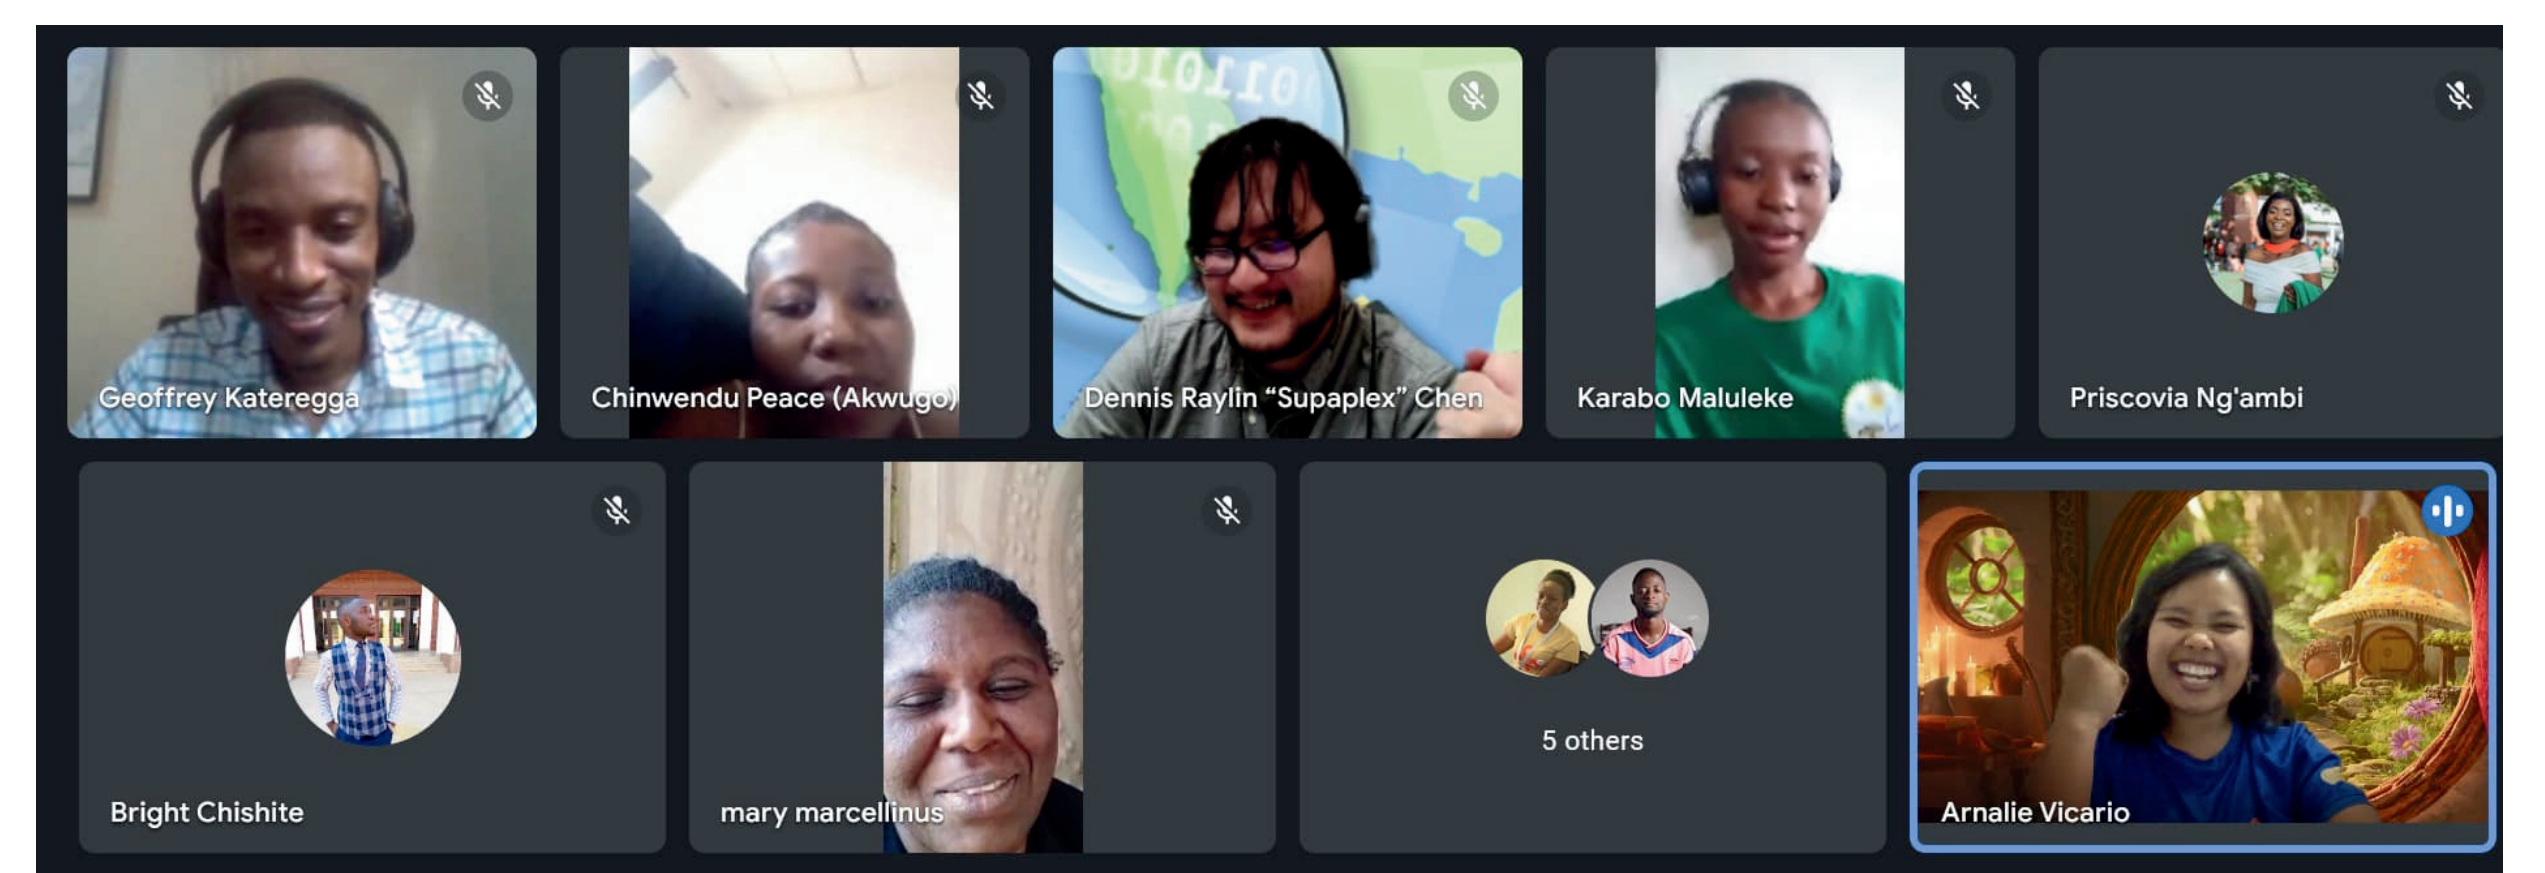 Geoffrey Kateregga
Chinwendu Peace (Akwugo)
Dennis Raylin “Supaplex” Chen
Karabo Maluleke
Priscovia Ng'ambi
Bright Chishite
mary marcellinus
5 others
Arnalie Vicario